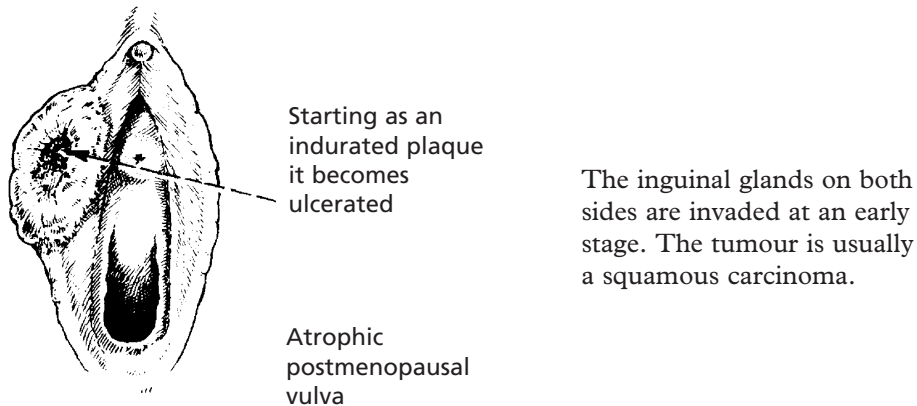 Starting as an
indurated plaque
it becomes
ulcerated
The inguinal glands on both
sides are invaded at an early
stage. The tumour is usually
a squamous carcinoma.
Atrophic
postmenopausal
vulva